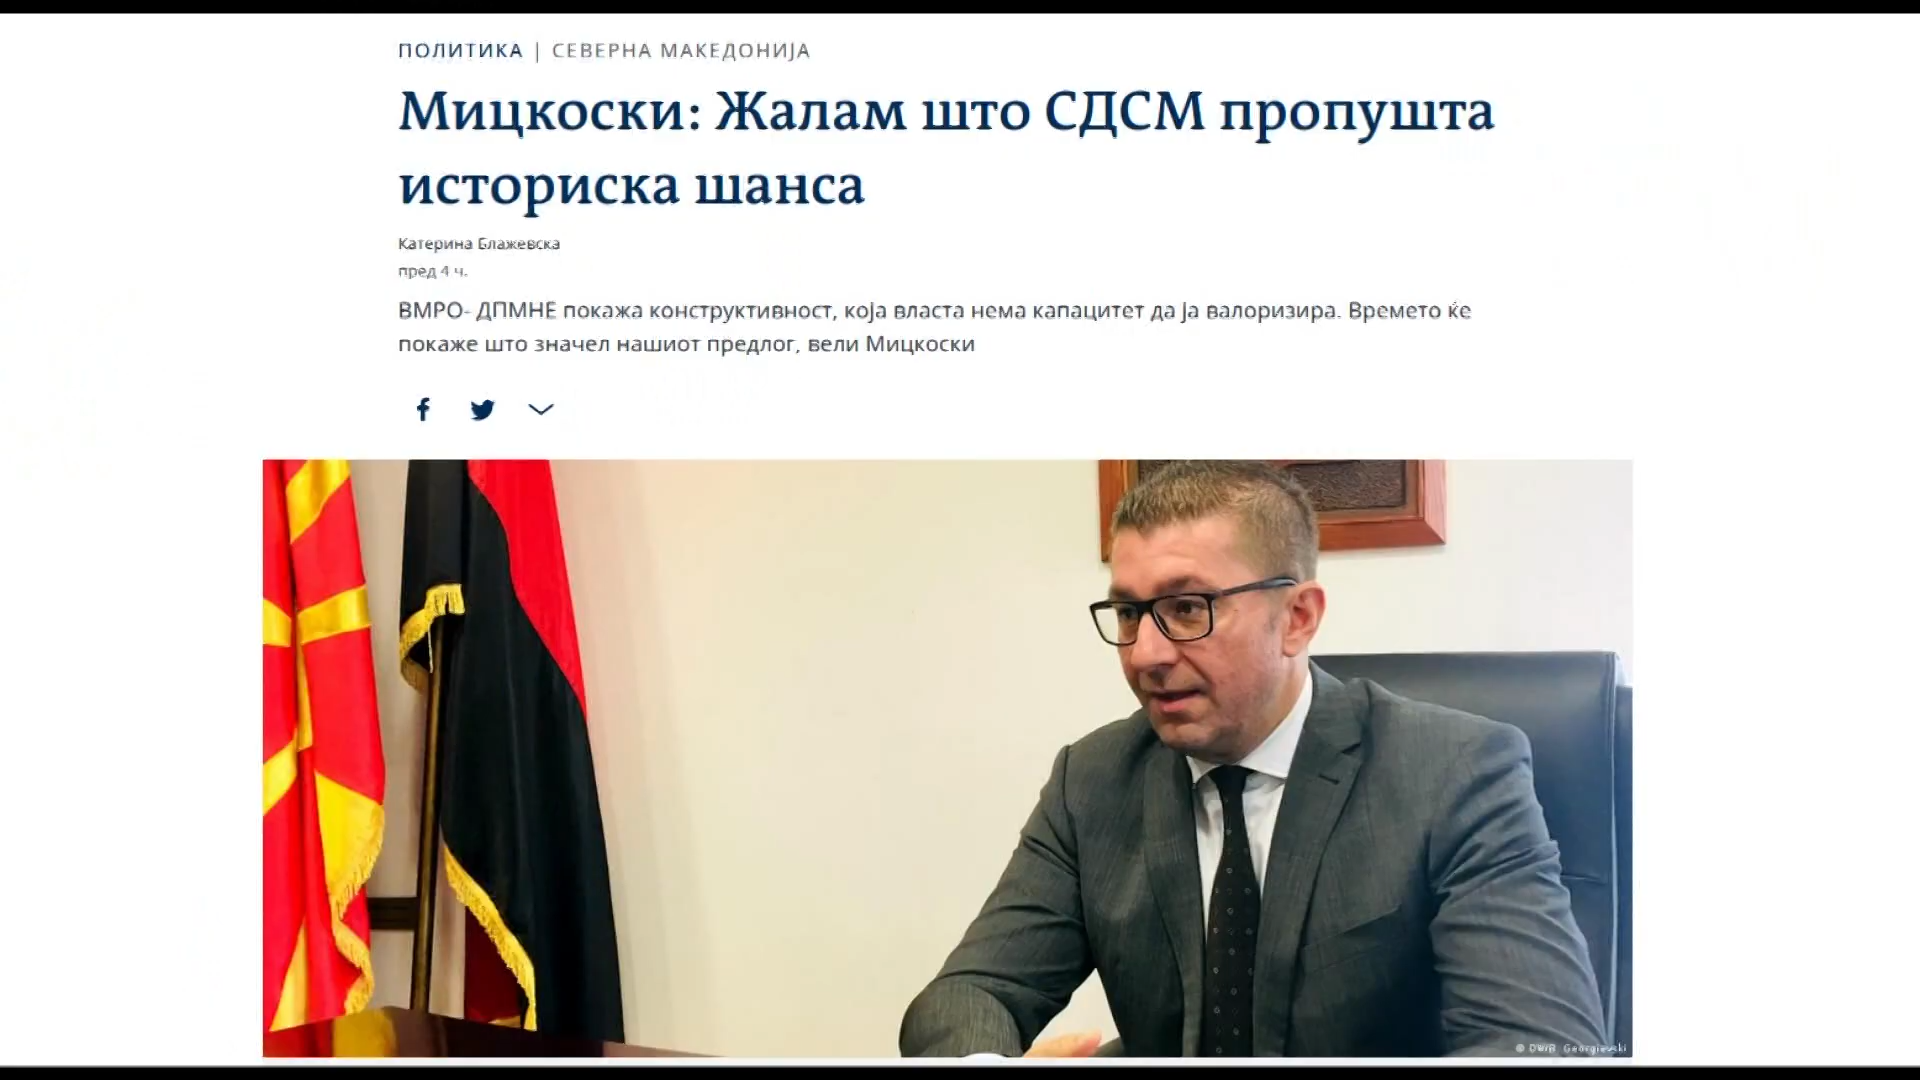 ПОЛИТИКА | СЕВЕРНА МАКЕДОНИЈА
Мицкоски: Жалам што СДСМ пропушта
историска шанса
Катерина Блажевска
пред 4 ч.
ВМРО- ДПМНЕ покажа конструктивност, која власта нема капацитет да ја валоризира. Времето ќе
покаже што значел нашиот предлог, вели Мицкоски
Georgievski